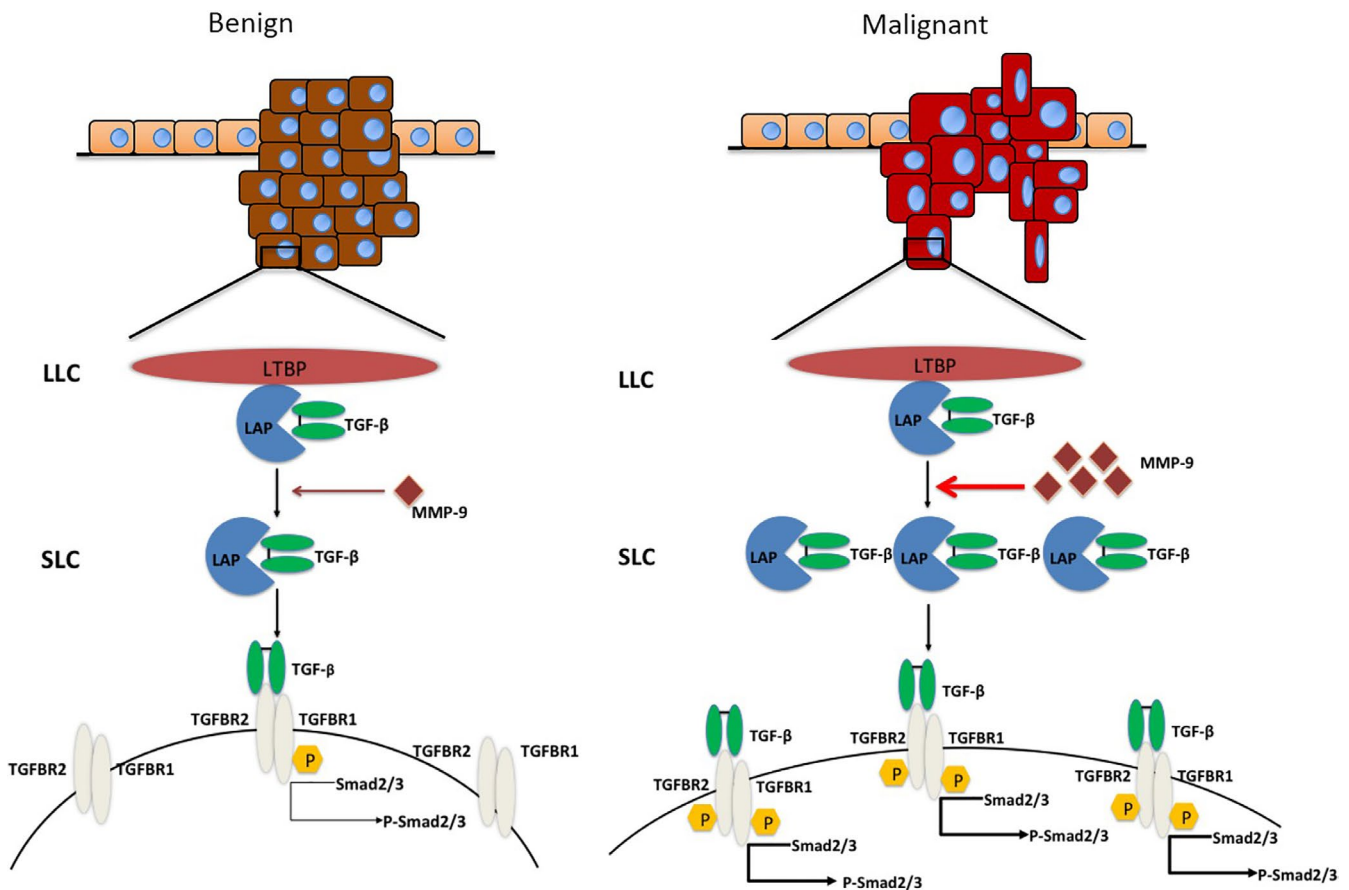 Benign
Malignant
LLC
LTBP
LAP
TGF-β
MMP-9
SLC
LAP
TGF-β
TGF-β
TGFBR2
TGFBR1
TGFBR2
TGFBR1
TGFBR2
TGFBR1
P
Smad2/3
P-Smad2/3
LLC
LTBP
LAP
TGF-β
MMP-9
SLC
LAP
TGF-β
LAP
TGF-β
LAP
TGF-β
TGF-β
TGFBR2
TGFBR1
P
P
Smad2/3
P-Smad2/3
TGF-β
TGFBR2
TGFBR1
P
P
Smad2/3
P-Smad2/3
TGF-β
TGFBR2
TGFBR1
P
P
Smad2/3
P-Smad2/3